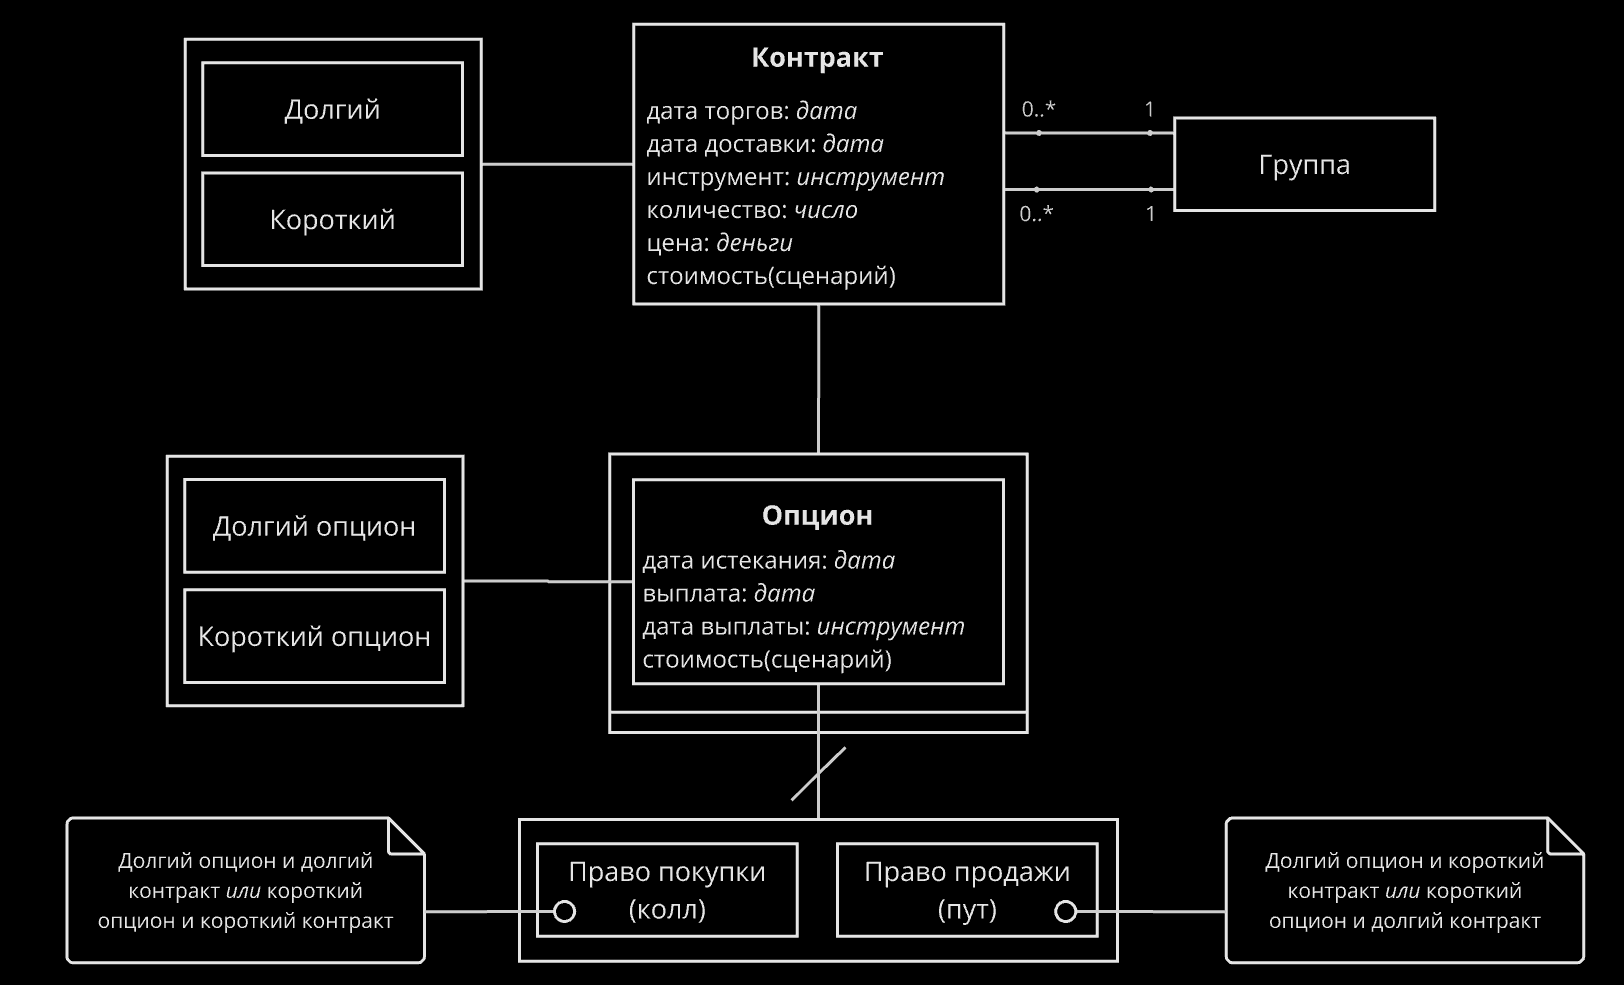 Долгий
Короткий
Контракт
дата торгов: дата
дата доставки: дата
инструмент: инструмент
количество: число
цена: деньги
стоимость(сценарий)
0..*
1
0..*
1
Группа
Долгий опцион
Короткий опцион
Опцион
дата истекания: дата
выплата: дата
дата выплаты: инструмент
стоимость(сценарий)
Долгий опцион и долгий
контракт или короткий
опцион и короткий контракт
Право покупки
(колл)
Право продажи
(пут)
Долгий опцион и короткий
контракт или короткий
опцион и долгий контракт